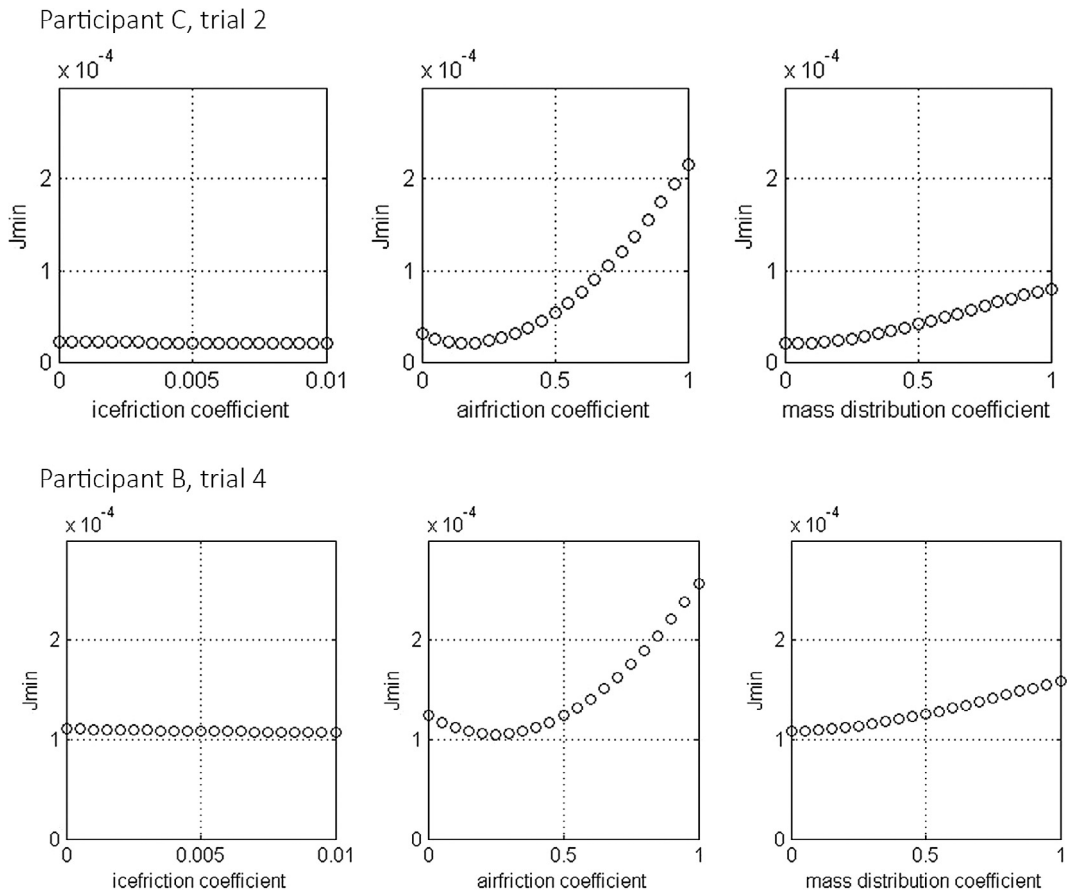 Participant C, trial 2
x 10-4
x 10-4
x 10-4
2
1
0
Jmin
0
0.005
0.01
icefriction coefficient
2
1
0
Jmin
0
0.5
1
airfriction coefficient
2
1
0
Jmin
0
0.5
1
mass distribution coefficient
Participant B, trial 4
x 10-4
x 10-4
x 10-4
2
1
0
Jmin
0
0.005
0.01
icefriction coefficient
2
1
0
Jmin
0
0.5
1
airfriction coefficient
2
1
0
Jmin
0
0.5
1
mass distribution coefficient